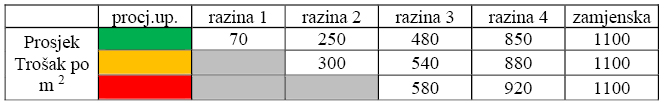 procj.up. razina 1 razina 2 razina 3 razina 4 zamjenska
Prosjek Trošak po m 2
70 250 480 850 1100
300 540 880 1100
580 920 1100